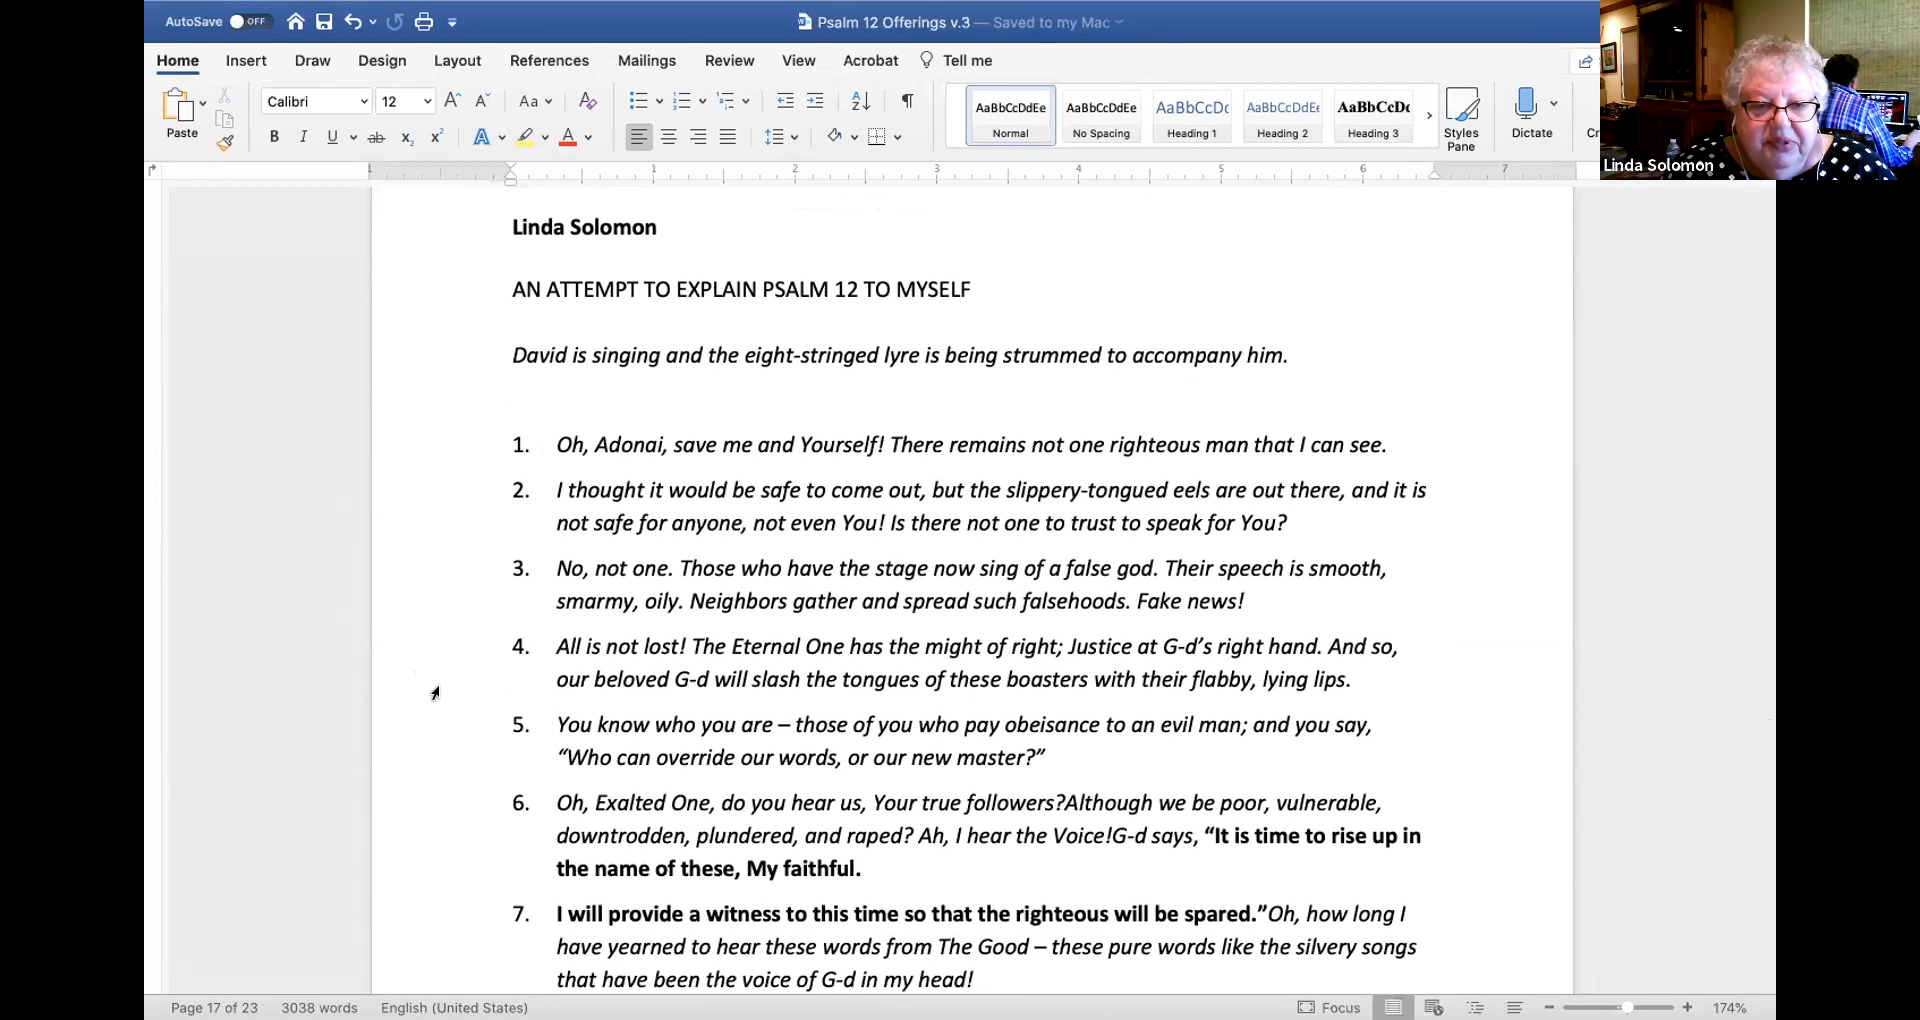 AutoSave OFF
Psalm 12 Offerings v.3 — Saved to my Mac
Home Insert Draw Design Layout References Mailings Review View Acrobat Tell me
Calibri 12 Aa
Paste
AaBbCcDdEe AaBbCcDdEe AaBbCcDc AaBbCcDdEe AaBbCcDc
Normal No Spacing Heading 1 Heading 2 Heading 3
Styles
Pane
Dictate
Linda Solomon
1 1 2 3 4 5 6 7
Linda Solomon
AN ATTEMPT TO EXPLAIN PSALM 12 TO MYSELF
David is singing and the eight-stringed lyre is being strummed to accompany him.
1. Oh, Adonai, save me and Yourself! There remains not one righteous man that I can see.
2. I thought it would be safe to come out, but the slippery-tongued eels are out there, and it is
not safe for anyone, not even You! Is there not one to trust to speak for You?
3. No, not one. Those who have the stage now sing of a false god. Their speech is smooth,
smarmy, oily. Neighbors gather and spread such falsehoods. Fake news!
4. All is not lost! The Eternal One has the might of right; Justice at G-d’s right hand. And so,
our beloved G-d will slash the tongues of these boasters with their flabby, lying lips.
5. You know who you are – those of you who pay obeisance to an evil man; and you say,
“Who can override our words, or our new master?”
6. Oh, Exalted One, do you hear us, Your true followers?Although we be poor, vulnerable,
downtrodden, plundered, and raped? Ah, I hear the Voice!G-d says, “It is time to rise up in
the name of these, My faithful.
7. I will provide a witness to this time so that the righteous will be spared.”Oh, how long I
have yearned to hear these words from The Good – these pure words like the silvery songs
that have been the voice of G-d in my head!
Page 17 of 23 3038 words English (United States) Focus 174%